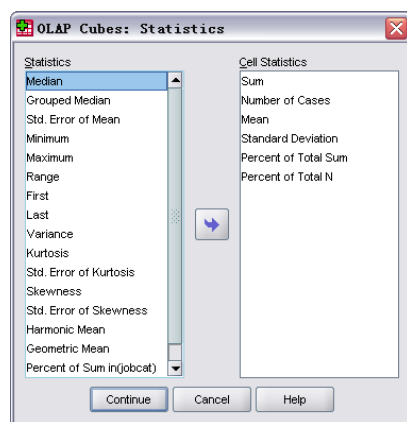 OLAP Cubes: Statistics
Statistics
Median
Grouped Median
Std. Error of Mean
Minimum
Maximum
Range
First
Last
Variance
Kurtosis
Std. Error of Kurtosis
Skewness
Std. Error of Skewness
Harmonic Mean
Geometric Mean
Percent of Sum in(jobcat)
Cell Statistics
Sum
Number of Cases
Mean
Standard Deviation
Percent of Total Sum
Percent of Total N
Continue
Cancel
Help